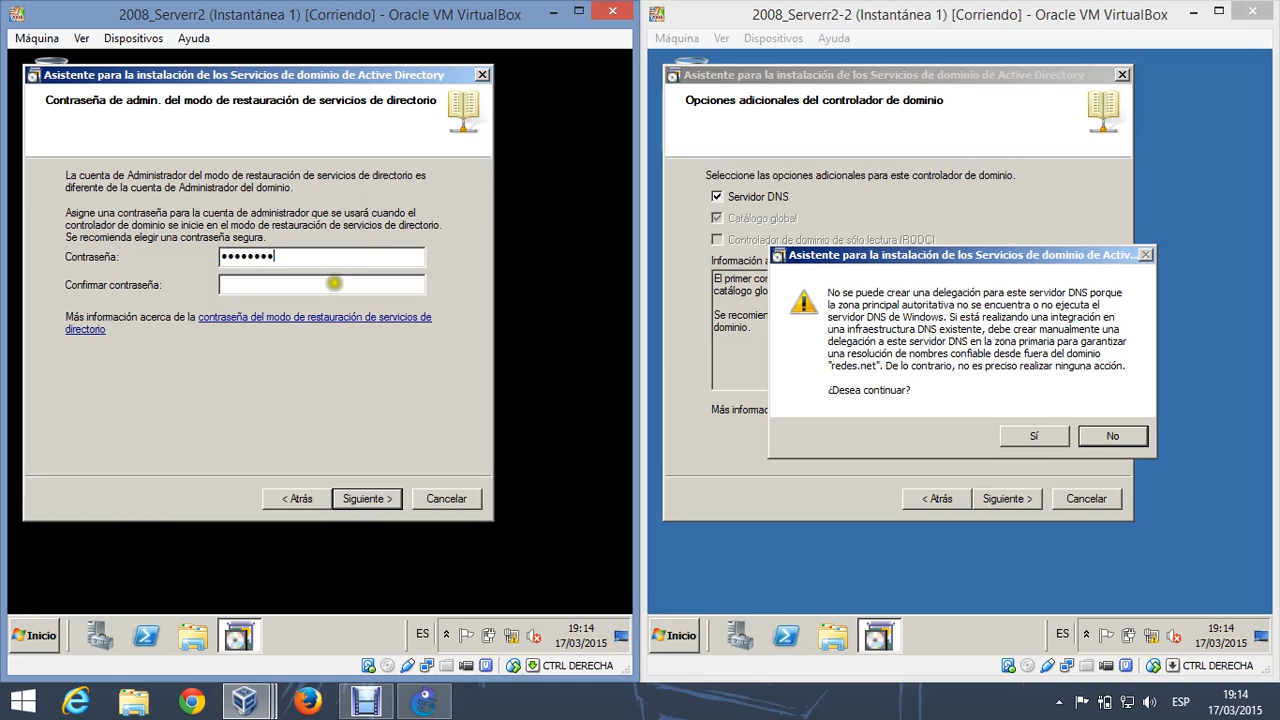 2008_Serverr2 (Instantánea 1) [Corriendo] - Oracle VM VirtualBox
Máquina Ver Dispositivos Ayuda
Asistente para la instalación de los Servicios de dominio de Active Directory
Contraseña de admin. del modo de restauración de servicios de directorio
La cuenta de Administrador del modo de restauración de servicios de directorio es
diferente de la cuenta de Administrador del dominio.
Asigne una contraseña para la cuenta de administrador que se usará cuando el
controlador de dominio se inicie en el modo de restauración de servicios de directorio.
Se recomienda elegir una contraseña segura.
Contraseña: ••••••••
Confirmar contraseña:
Más información acerca de la contraseña del modo de restauración de servicios de
directorio
< Atrás Siguiente > Cancelar
Inicio ES 19:14
17/03/2015
CTRL DERECHA
2008_Serverr2-2 (Instantánea 1) [Corriendo] - Oracle VM VirtualBox
Máquina Ver Dispositivos Ayuda
Asistente para la instalación de los Servicios de dominio de Active Directory
Opciones adicionales del controlador de dominio
Seleccione las opciones adicionales para este controlador de dominio.
Servidor DNS
Catálogo global
Controlador de dominio de sólo lectura (RODC)
Información a
El primer con
catálogo glo
Se recomien
dominio.
Más informac
Asistente para la instalación de los Servicios de dominio de Activ...
No se puede crear una delegación para este servidor DNS porque
la zona principal autoritativa no se encuentra o no ejecuta el
servidor DNS de Windows. Si está realizando una integración en
una infraestructura DNS existente, debe crear manualmente una
delegación a este servidor DNS en la zona primaria para garantizar
una resolución de nombres confiable desde fuera del dominio
"redes.net". De lo contrario, no es preciso realizar ninguna acción.
¿Desea continuar?
Sí No
< Atrás Siguiente > Cancelar
Inicio ES 19:14
17/03/2015
CTRL DERECHA
ESP 19:14
17/03/2015